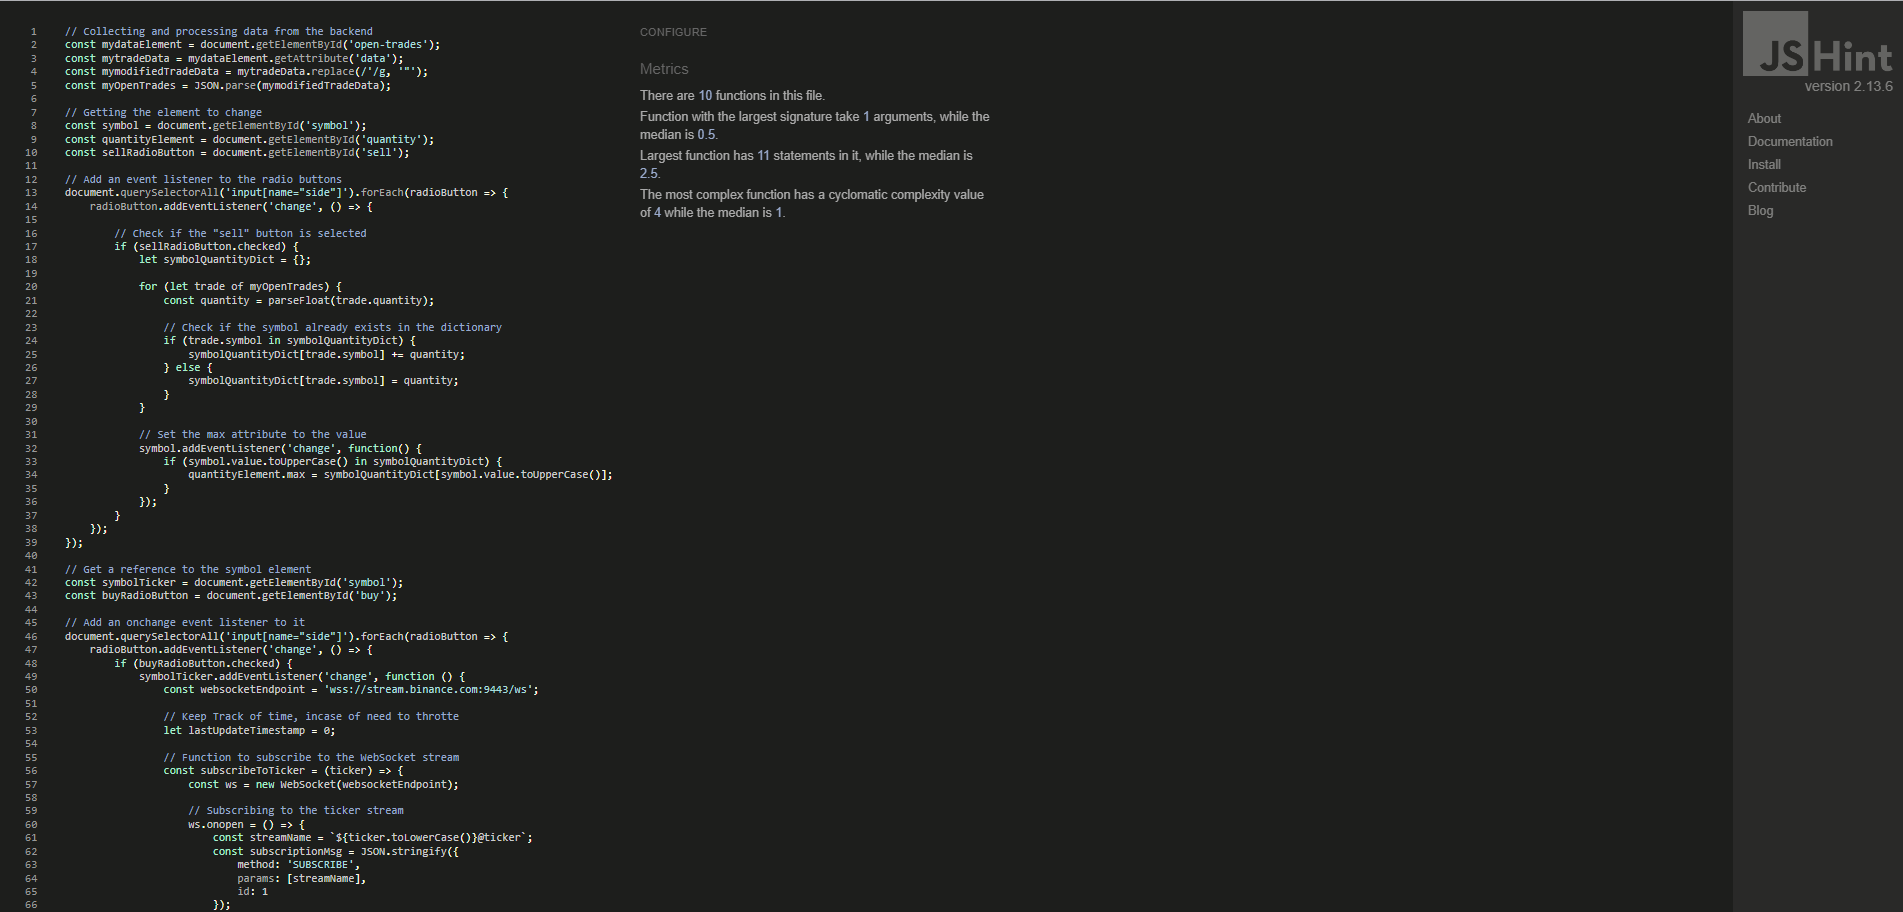 1 // Collecting and processing data from the backend
2 const mydataElement = document.getElementById('open-trades');
3 const mytradeData = mydataElement.getAttribute('data');
4 const mymodifiedTradeData = mytradeData.replace(/'/g, '"');
5 const myOpenTrades = JSON.parse(mymodifiedTradeData);
6
7 // Getting the element to change
8 const symbol = document.getElementById('symbol');
9 const quantityElement = document.getElementById('quantity');
10 const sellRadioButton = document.getElementById('sell');
11
12 // Add an event listener to the radio buttons
13 document.querySelectorAll('input[name="side"]').forEach(radioButton => {
14     radioButton.addEventListener('change', () => {
15
16         // Check if the "sell" button is selected
17         if (sellRadioButton.checked) {
18             let symbolQuantityDict = {};
19
20             for (let trade of myOpenTrades) {
21                 const quantity = parseFloat(trade.quantity);
22
23                 // Check if the symbol already exists in the dictionary
24                 if (trade.symbol in symbolQuantityDict) {
25                     symbolQuantityDict[trade.symbol] += quantity;
26                 } else {
27                     symbolQuantityDict[trade.symbol] = quantity;
28                 }
29             }
30
31             // Set the max attribute to the value
32             symbol.addEventListener('change', function() {
33                 if (symbol.value.toUpperCase() in symbolQuantityDict) {
34                     quantityElement.max = symbolQuantityDict[symbol.value.toUpperCase()];
35                 }
36             });
37         }
38     });
39 });
40
41 // Get a reference to the symbol element
42 const symbolTicker = document.getElementById('symbol');
43 const buyRadioButton = document.getElementById('buy');
44
45 // Add an onchange event listener to it
46 document.querySelectorAll('input[name="side"]').forEach(radioButton => {
47     radioButton.addEventListener('change', () => {
48         if (buyRadioButton.checked) {
49             symbolTicker.addEventListener('change', function () {
50                 const websocketEndpoint = 'wss://stream.binance.com:9443/ws';
51
52                 // Keep Track of time, incase of need to throtte
53                 let lastUpdateTimestamp = 0;
54
55                 // Function to subscribe to the WebSocket stream
56                 const subscribeToTicker = (ticker) => {
57                     const ws = new WebSocket(websocketEndpoint);
58
59                     // Subscribing to the ticker stream
60                     ws.onopen = () => {
61                         const streamName = `${ticker.toLowerCase()}@ticker`;
62                         const subscriptionMsg = JSON.stringify({
63                             method: 'SUBSCRIBE',
64                             params: [streamName],
65                             id: 1
66                         });
CONFIGURE
Metrics
There are 10 functions in this file.
Function with the largest signature take 1 arguments, while the
median is 0.5.
Largest function has 11 statements in it, while the median is
2.5.
The most complex function has a cyclomatic complexity value
of 4 while the median is 1.
JSHint
version 2.13.6
About
Documentation
Install
Contribute
Blog